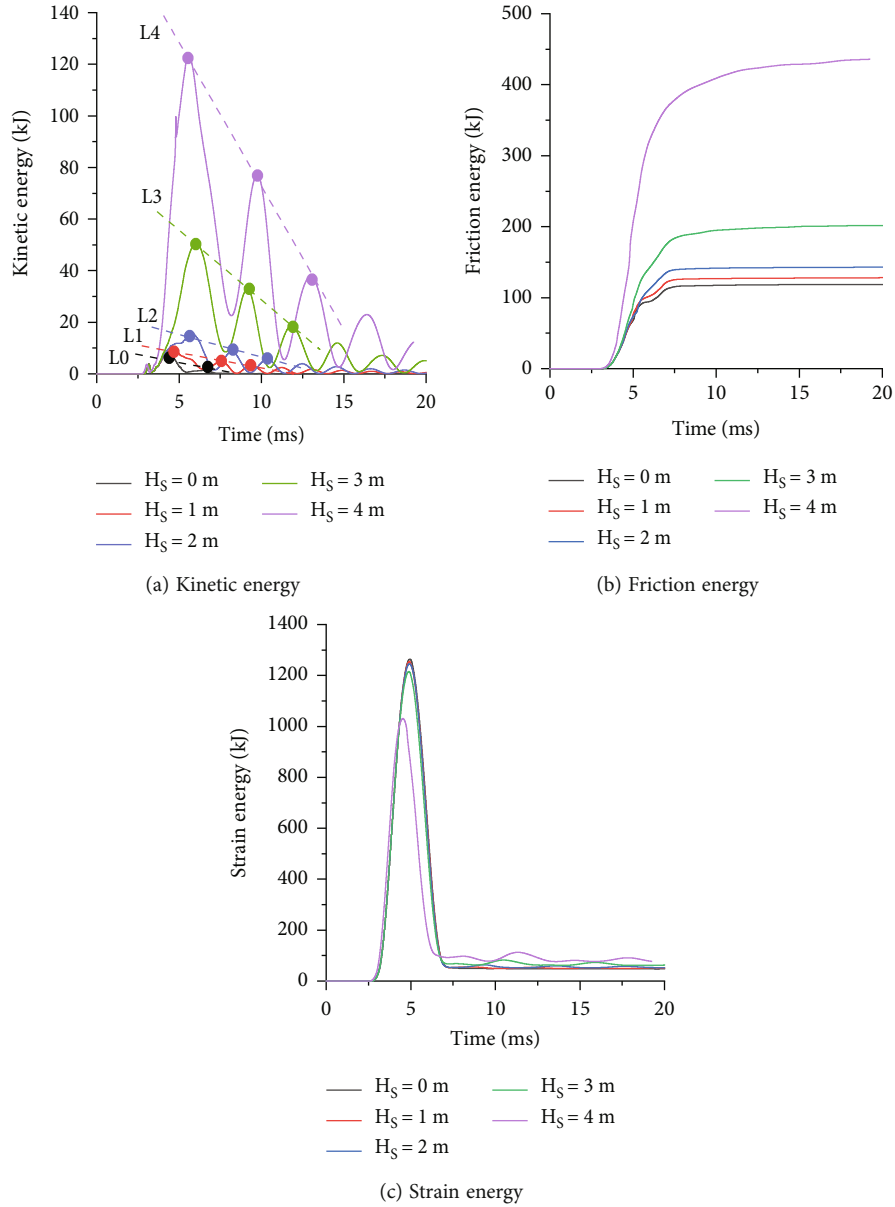 140
120
100
80
60
40
20
0
Kinetic energy (kJ)
L4
L3
L2
L1
L0
0 5 10 15 20
Time (ms)
H_S = 0 m H_S = 3 m
H_S = 1 m H_S = 4 m
H_S = 2 m
(a) Kinetic energy
500
400
300
200
100
0
Friction energy (kJ)
0 5 10 15 20
Time (ms)
H_S = 0 m H_S = 3 m
H_S = 1 m H_S = 4 m
H_S = 2 m
(b) Friction energy
1400
1200
1000
800
600
400
200
0
Strain energy (kJ)
0 5 10 15 20
Time (ms)
H_S = 0 m H_S = 3 m
H_S = 1 m H_S = 4 m
H_S = 2 m
(c) Strain energy